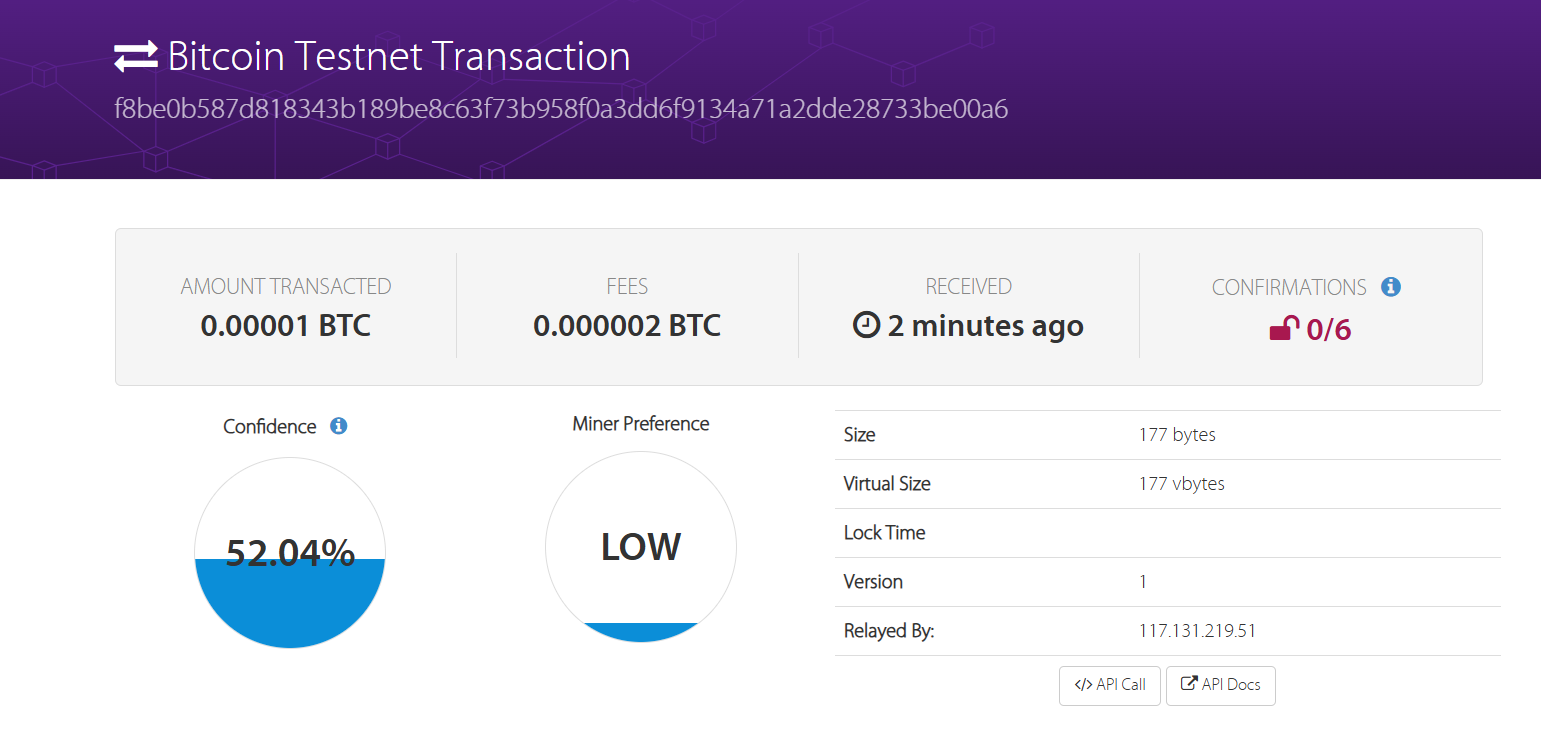 Bitcoin Testnet Transaction
f8be0b587d818343b189be8c63f73b958f0a3dd6f9134a71a2dde28733be00a6
AMOUNT TRANSACTED
0.00001 BTC
FEES
0.000002 BTC
RECEIVED
2 minutes ago
CONFIRMATIONS
0/6
Confidence
52.04%
Miner Preference
LOW
Size 177 bytes
Virtual Size 177 vbytes
Lock Time
Version 1
Relayed By: 117.131.219.51
</> API Call
API Docs